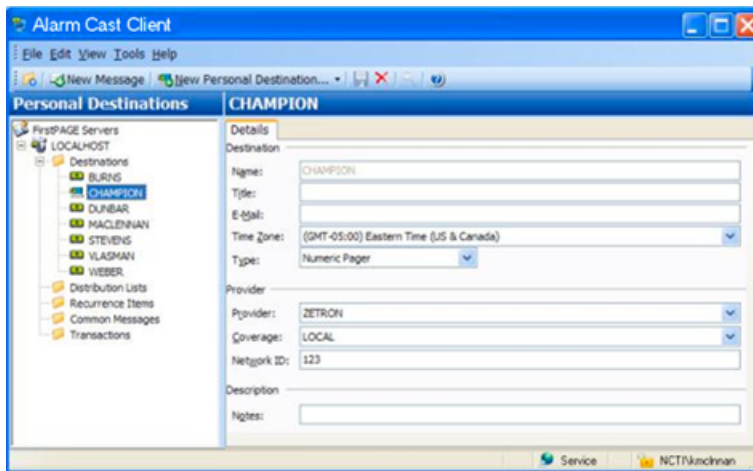 Alarm Cast Client
File Edit View Tools Help
New Message New Personal Destination...
Personal Destinations
CHAMPION
FirstPAGE Servers
LOCALHOST
Destinations
BURNS
CHAMPION
DUNBAR
MACLENNAN
STEVENS
VLASMAN
WEBER
Distribution Lists
Recurrence Items
Common Messages
Transactions
Details
Destination
Name: CHAMPION
Title:
E-Mail:
Time Zone: (GMT-05:00) Eastern Time (US & Canada)
Type: Numeric Pager
Provider
Provider: ZETRON
Coverage: LOCAL
Network ID: 123
Description
Notes:
Service NCTI\kmclnnan